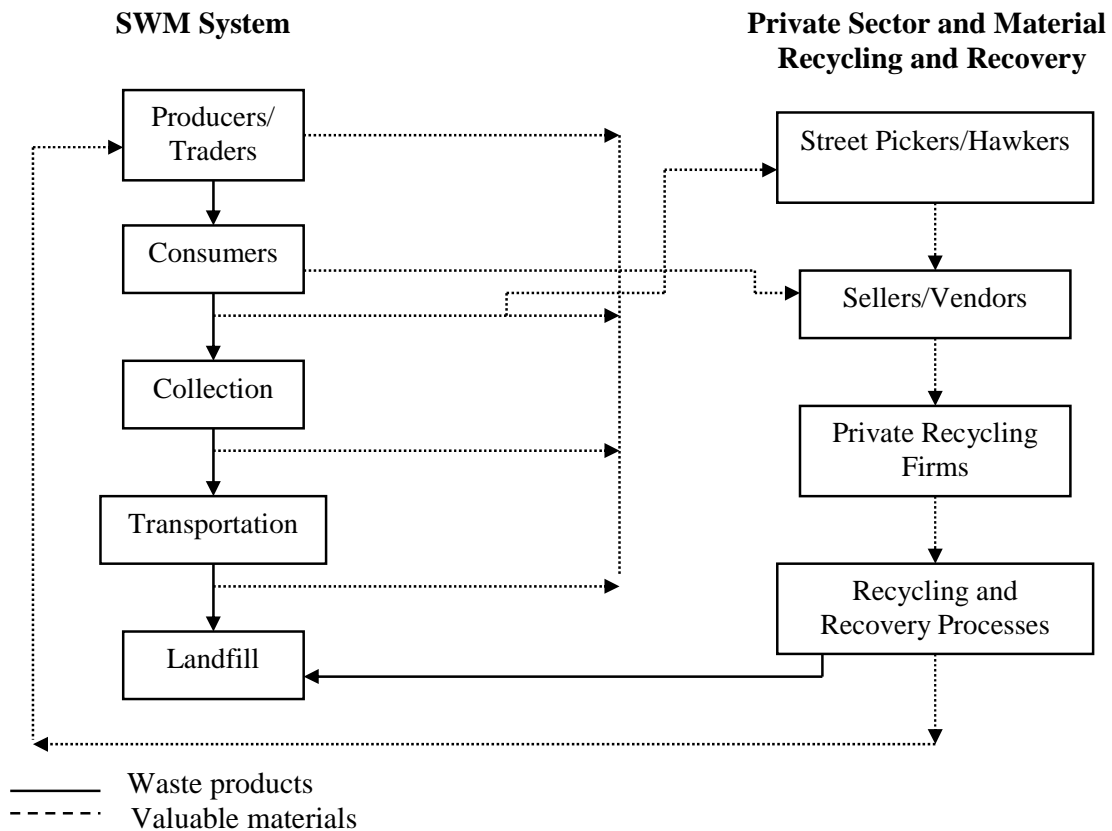 SWM System
Private Sector and Material
Recycling and Recovery
Producers/
Traders
Consumers
Collection
Transportation
Landfill
Street Pickers/Hawkers
Sellers/Vendors
Private Recycling
Firms
Recycling and
Recovery Processes
Waste products
Valuable materials